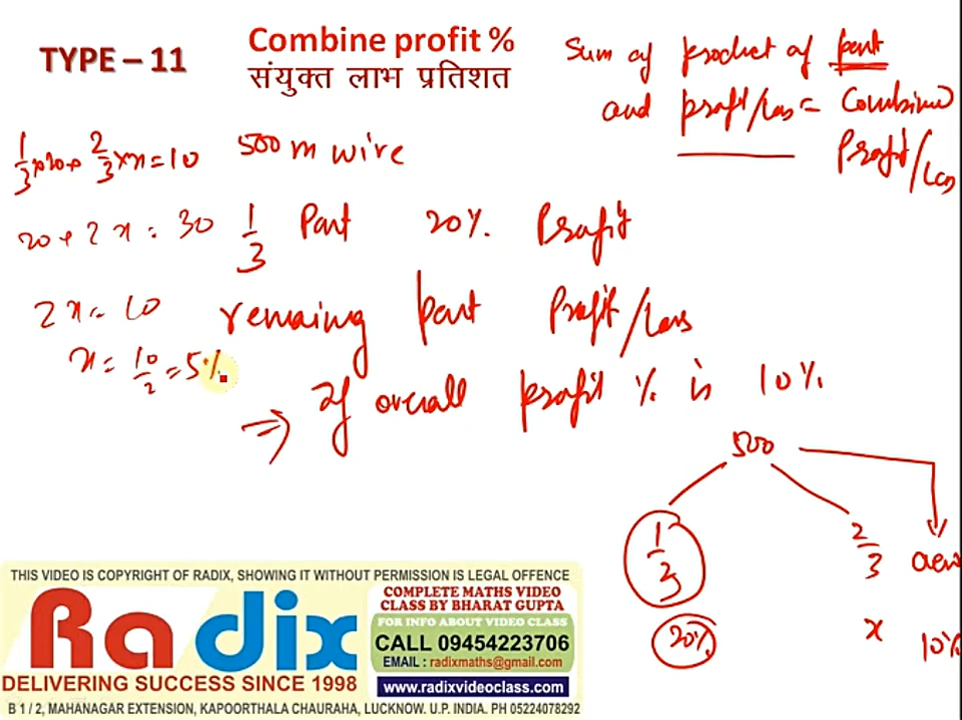 TYPE – 11
Combine profit %
संयुक्त लाभ प्रतिशत
Sum of product of part
and profit/Loss = Combined
Profit/Loss
1/3 x 20 + 2/3 x x = 10
20 + 2x = 30
2x = 10
x = 10/2 = 5%
500 m wire
1/3 Part 20% Profit
remaing part Profit/Loss
⇒ If overall profit % is 10%
500
1/3 2/3
20% x 10%
THIS VIDEO IS COPYRIGHT OF RADIX, SHOWING IT WITHOUT PERMISSION IS LEGAL OFFENCE
Radix
DELIVERING SUCCESS SINCE 1998
COMPLETE MATHS VIDEO
CLASS BY BHARAT GUPTA
FOR INFO ABOUT VIDEO CLASS
CALL 09454223706
EMAIL : radixmaths@gmail.com
www.radixvideoclass.com
B 1 / 2, MAHANAGAR EXTENSION, KAPOORTHALA CHAURAHA, LUCKNOW. U.P. INDIA. PH 05224078292